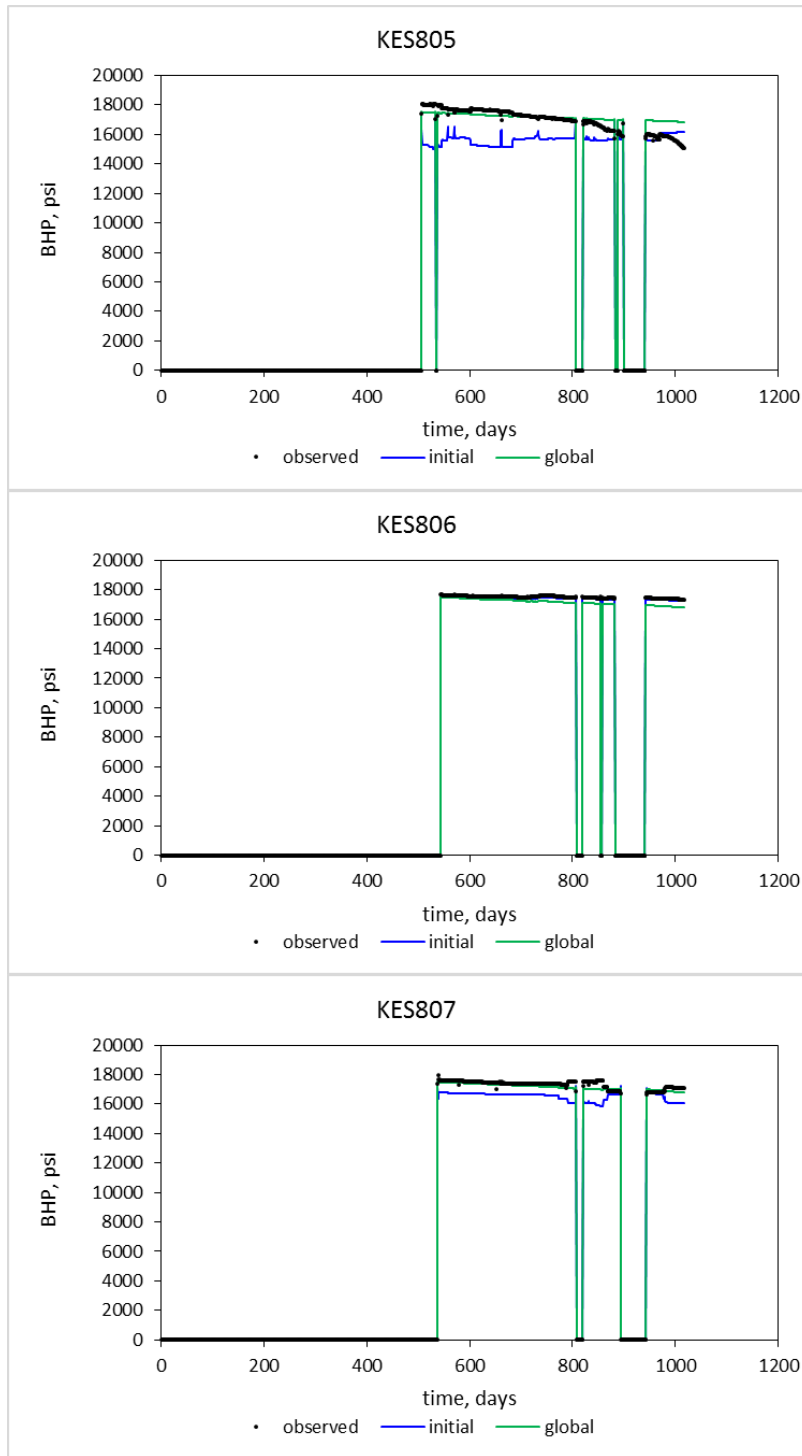 KES805
20000
18000
16000
14000
12000
10000
8000
6000
4000
2000
0
BHP, psi
0 200 400 600 800 1000 1200
time, days
• observed initial global
KES806
20000
18000
16000
14000
12000
10000
8000
6000
4000
2000
0
BHP, psi
0 200 400 600 800 1000 1200
time, days
• observed initial global
KES807
20000
18000
16000
14000
12000
10000
8000
6000
4000
2000
0
BHP, psi
0 200 400 600 800 1000 1200
time, days
• observed initial global